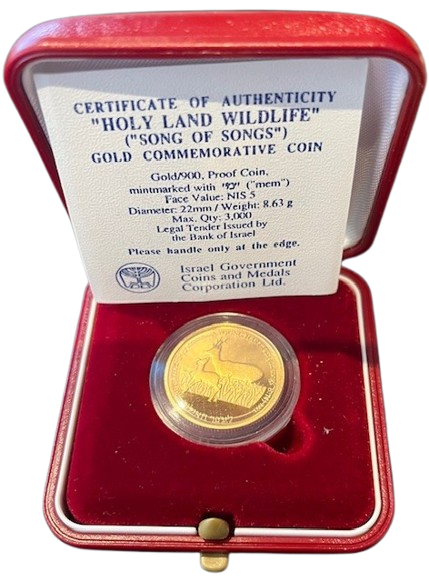 CERTIFICATE OF AUTHENTICITY
"HOLY LAND WILDLIFE"
("SONG OF SONGS")
GOLD COMMEMORATIVE COIN
Gold/900, Proof Coin,
mintmarked with "מ" ("mem")
Face Value: NIS 5
Diameter: 22mm / Weight: 8.63 g
Max. Qty: 3,000
Legal Tender Issued by
the Bank of Israel
Please handle only at the edge.
Israel Government
Coins and Medals
Corporation Ltd.